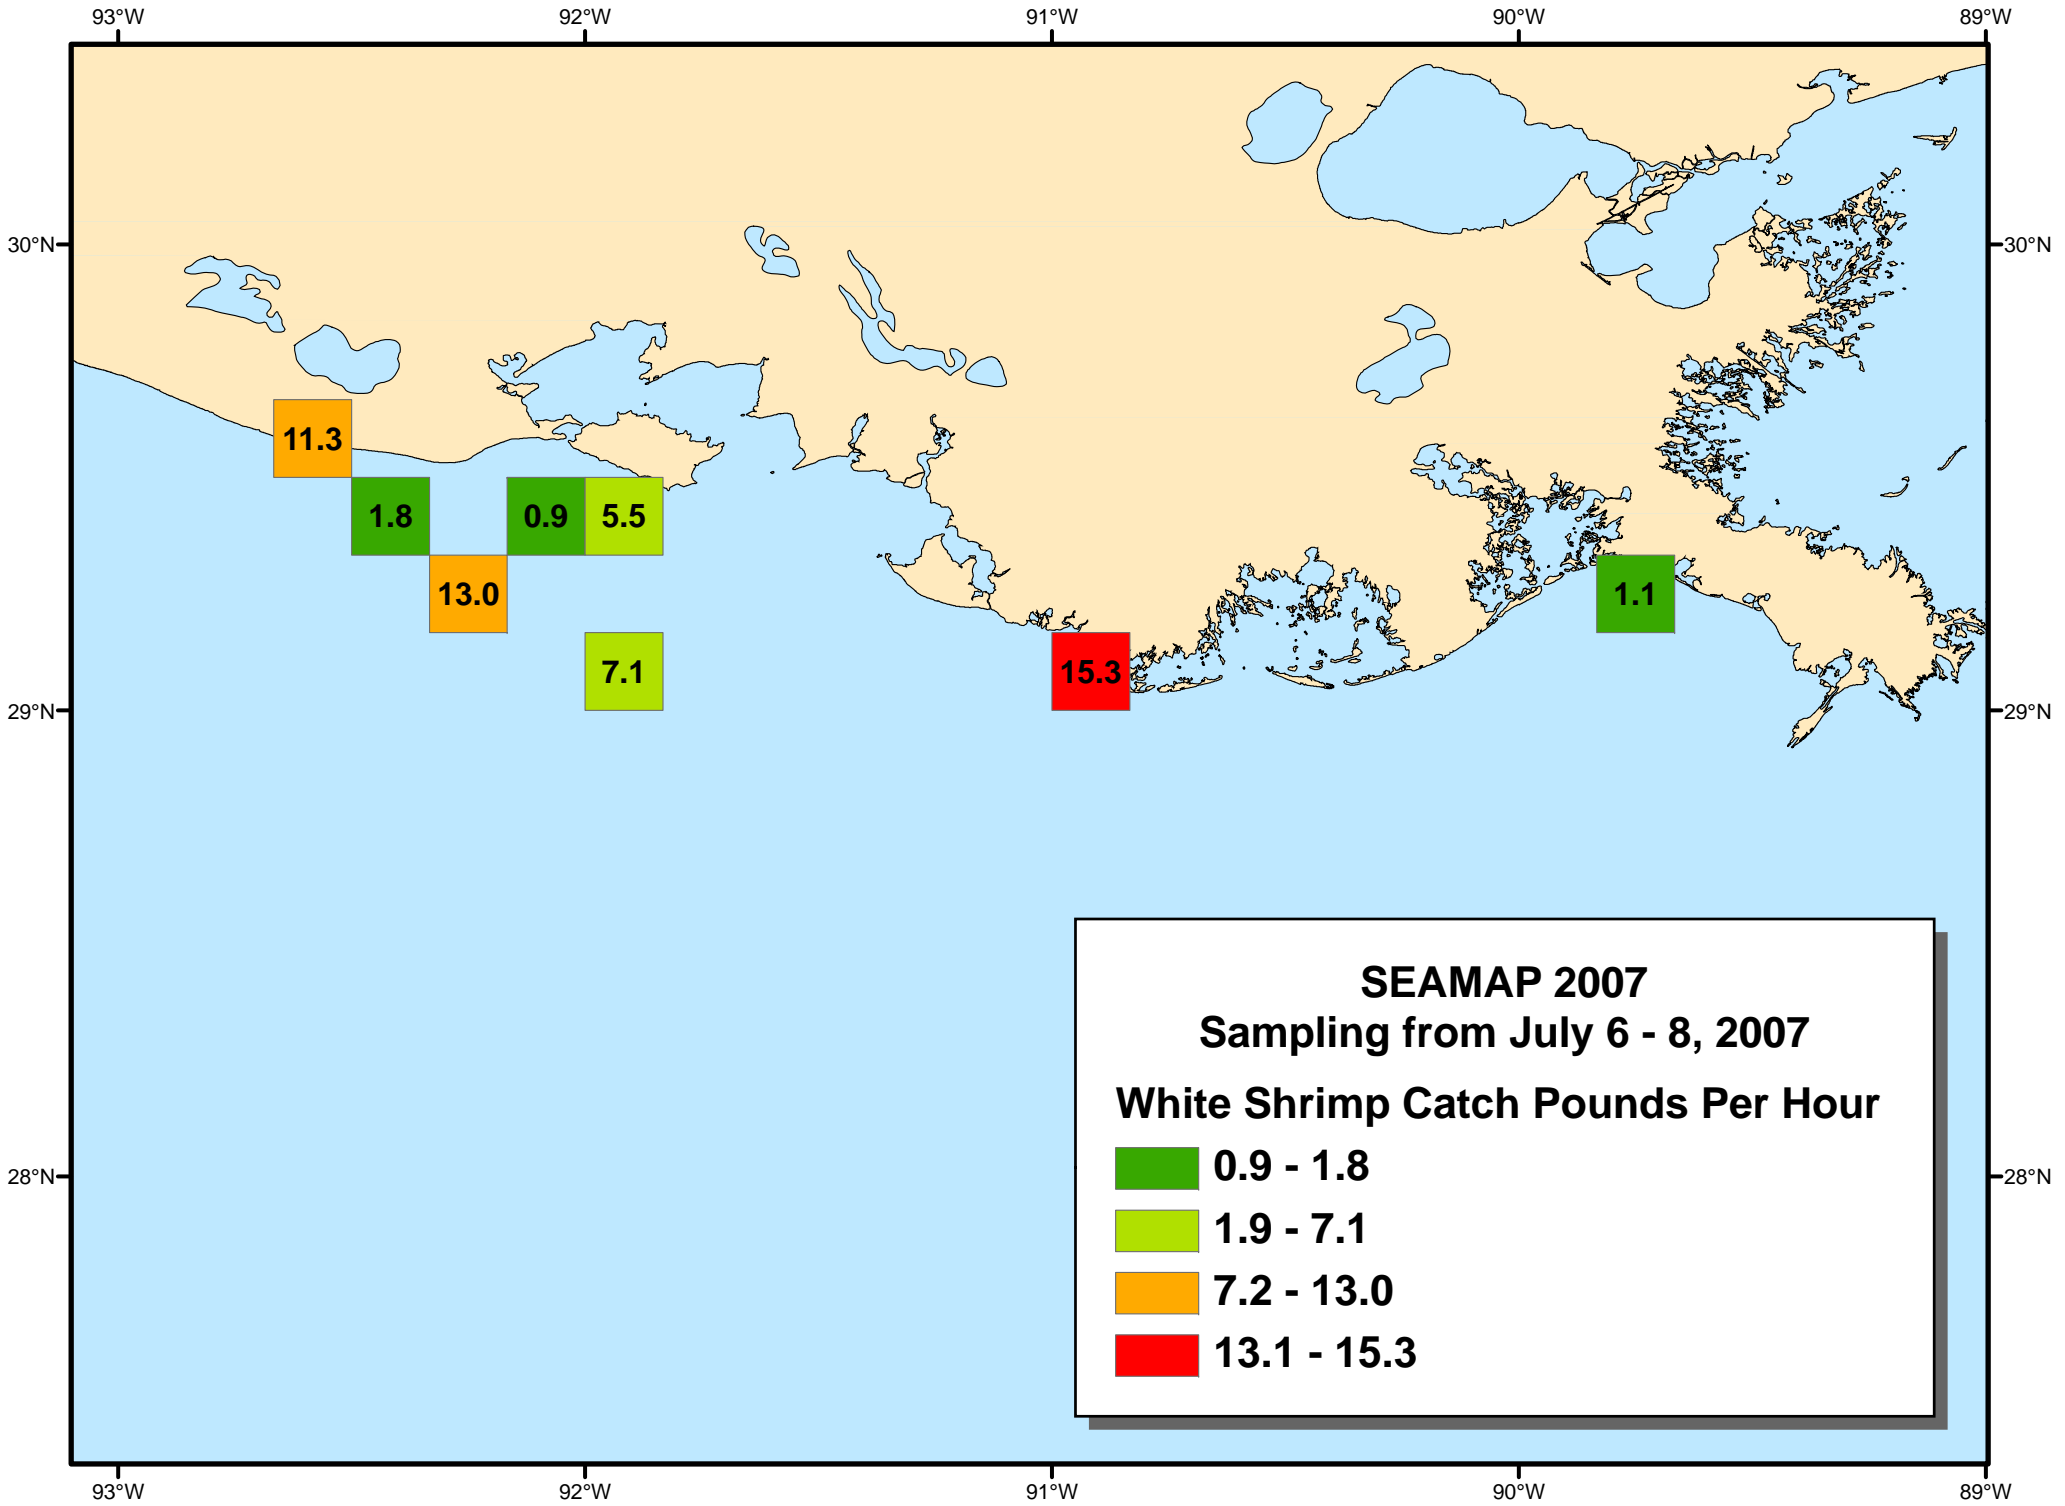 93°W 92°W 91°W 90°W 89°W
30°N 30°N
11.3
1.8 0.9 5.5
13.0 1.1
7.1 15.3
29°N 29°N
SEAMAP 2007
Sampling from July 6 - 8, 2007
White Shrimp Catch Pounds Per Hour
0.9 - 1.8
28°N 28°N
1.9 - 7.1
7.2 - 13.0
13.1 - 15.3
93°W 92°W 91°W 90°W 89°W